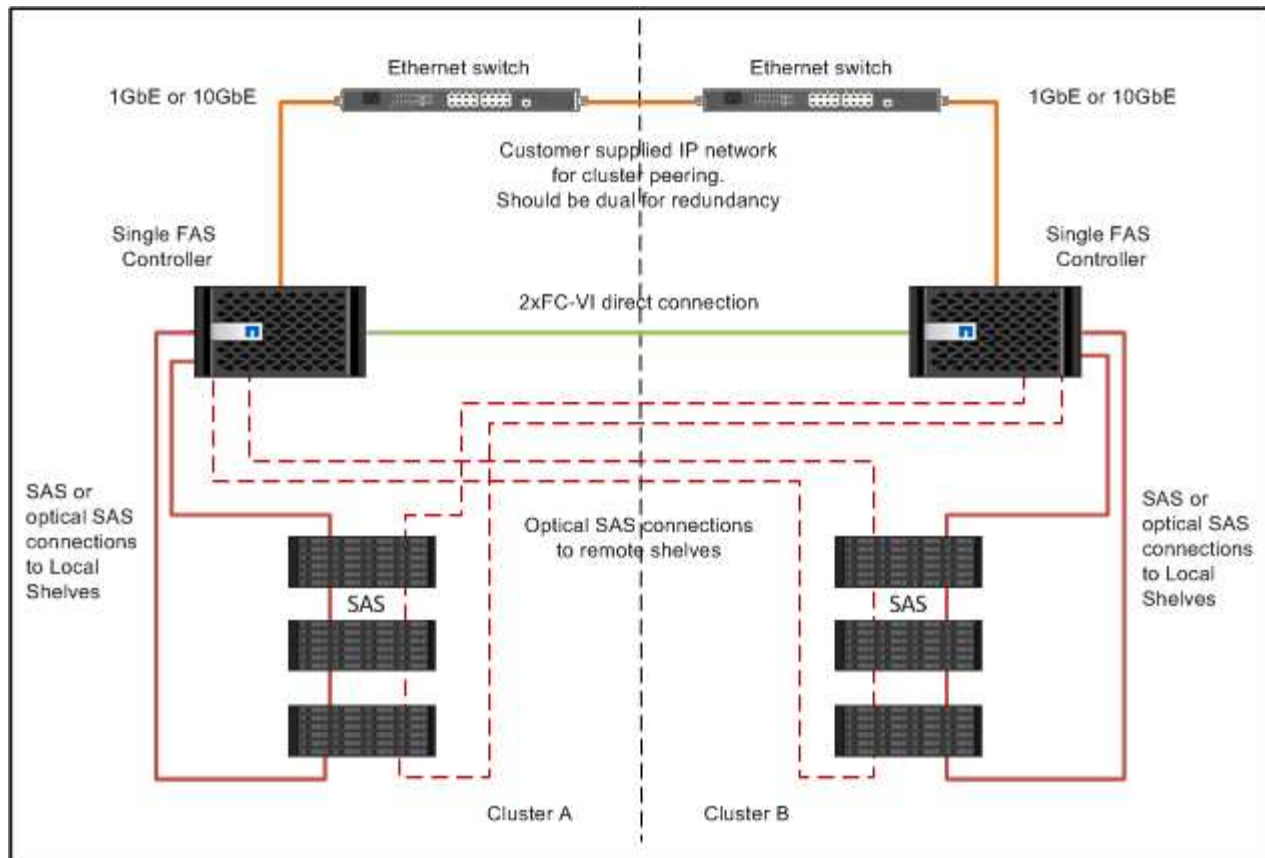 Ethernet switch
Ethernet switch
1GbE or 10GbE
1GbE or 10GbE
Customer supplied IP network
for cluster peering.
Should be dual for redundancy
Single FAS
Controller
Single FAS
Controller
2xFC-VI direct connection
SAS or
optical SAS
connections
to Local
Shelves
Optical SAS connections
to remote shelves
SAS or
optical SAS
connections
to Local
Shelves
SAS
SAS
Cluster A
Cluster B